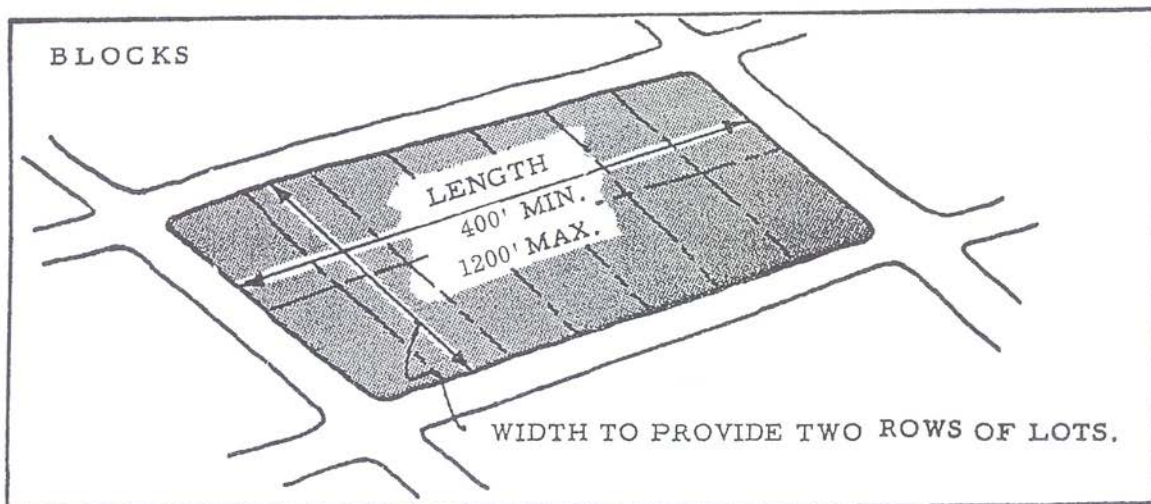 BLOCKS
LENGTH
400' MIN.
1200' MAX.
WIDTH TO PROVIDE TWO ROWS OF LOTS.